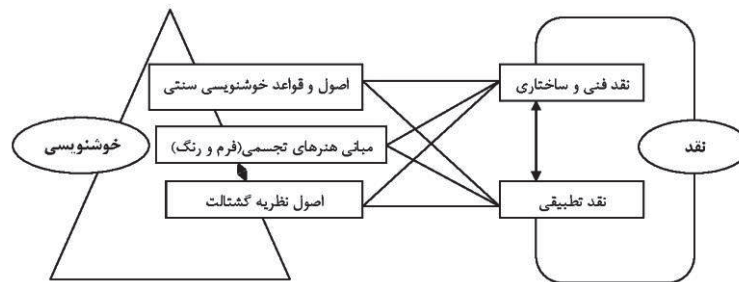 اصول و قواعد خوشنویسی سنتی
نقد فنی و ساختاری
خوشنویسی
مبانی هنرهای تجسمی(فرم و رنگ)
نقد
اصول نظریه گشتالت
نقد تطبیقی